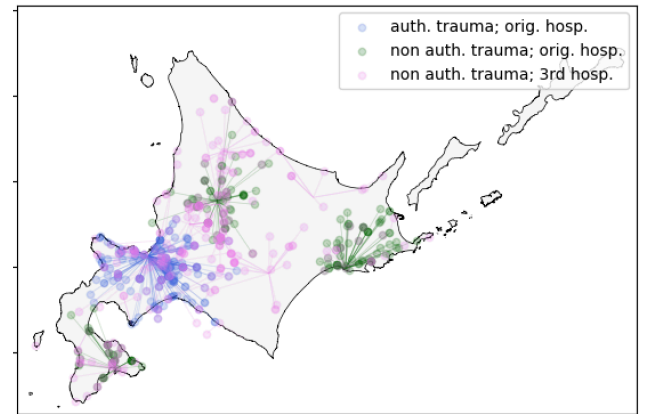 auth. trauma; orig. hosp.
non auth. trauma; orig. hosp.
non auth. trauma; 3rd hosp.